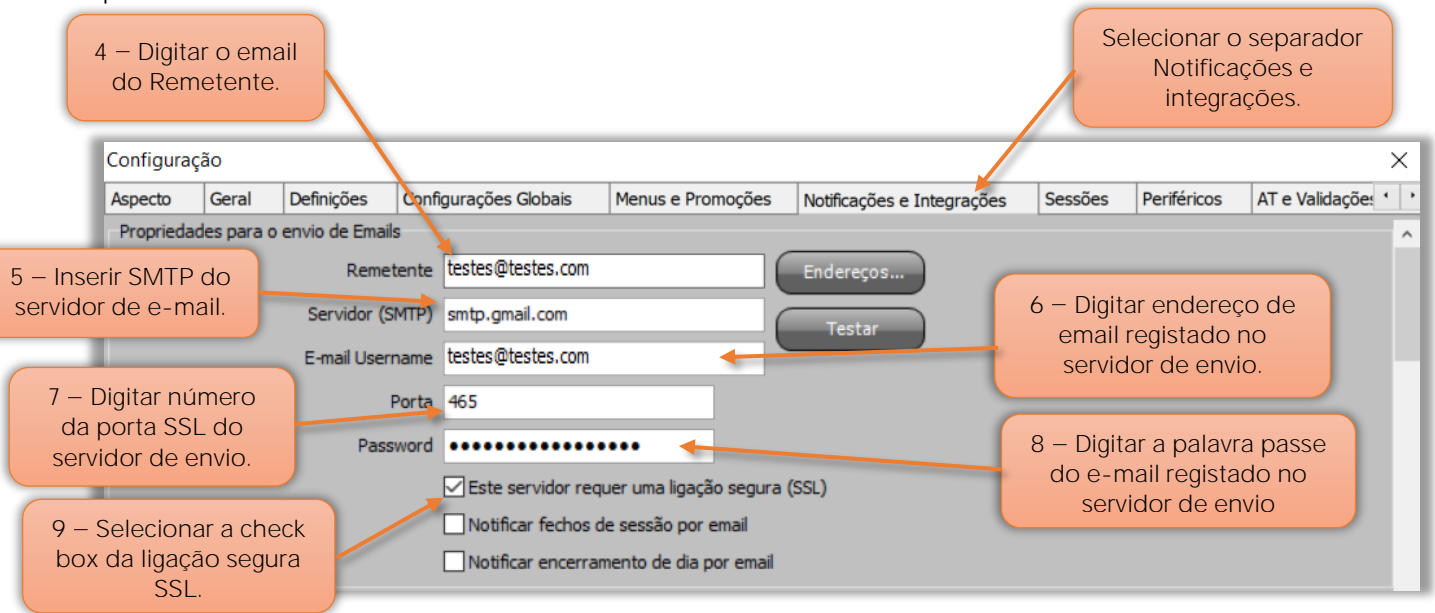 4 – Digitar o email
do Remetente.
Selecionar o separador
Notificações e
integrações.
Configuração
Aspecto Geral Definições Configurações Globais Menus e Promoções Notificações e Integrações Sessões Periféricos AT e Validações
Propriedades para o envio de Emails
Remetente testes@testes.com Endereços...
5 – Inserir SMTP do
servidor de e-mail.
Servidor (SMTP) smtp.gmail.com Testar
6 – Digitar endereço de
email registado no
servidor de envio.
E-mail Username testes@testes.com
7 – Digitar número
da porta SSL do
servidor de envio.
Porta 465
Password ●●●●●●●●●●●●●●●●●
8 – Digitar a palavra passe
do e-mail registado no
servidor de envio
Este servidor requer uma ligação segura (SSL)
9 – Selecionar a check
box da ligação segura
SSL.
Notificar fechos de sessão por email
Notificar encerramento de dia por email